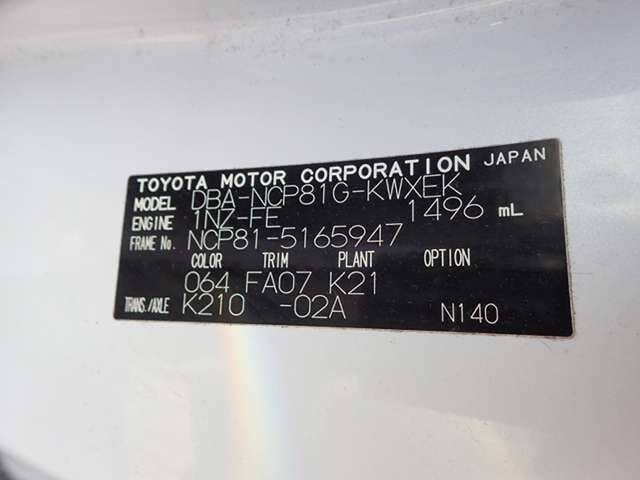 TOYOTA MOTOR CORPORATION JAPAN
MODEL DBA-NCP81G-KWXEK
ENGINE 1NZ-FE 1496 mL
FRAME No. NCP81-5165947
COLOR TRIM PLANT OPTION
064 FA07 K21
TRANS./AXLE K210 -02A N140